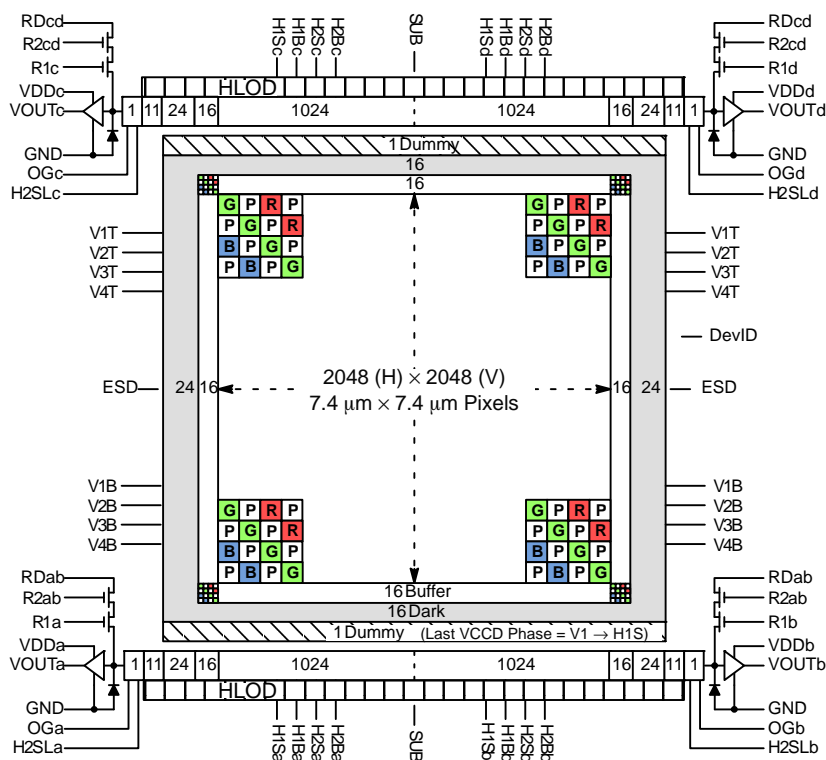 RDcd
R2cd
R1c
VDDc
VOUTc
GND
OGc
H2SLc
H1Sc
H1Bc
H2Sc
H2Bc
SUB
H1Sd
H1Bd
H2Sd
H2Bd
RDcd
R2cd
R1d
VDDd
VOUTd
GND
OGd
H2SLd
HLOD
1 11 24 16 1024 1024 16 24 11 1
1 Dummy
16
16
G P R P
P G P R
B P G P
P B P G
G P R P
P G P R
B P G P
P B P G
V1T
V2T
V3T
V4T
V1T
V2T
V3T
V4T
DevID
ESD
24 16
2048 (H) × 2048 (V)
7.4 μm × 7.4 μm Pixels
16 24
ESD
V1B
V2B
V3B
V4B
V1B
V2B
V3B
V4B
G P R P
P G P R
B P G P
P B P G
G P R P
P G P R
B P G P
P B P G
16 Buffer
16 Dark
1 Dummy (Last VCCD Phase = V1 → H1S)
RDab
R2ab
R1a
VDDa
VOUTa
GND
OGa
H2SLa
RDab
R2ab
R1b
VDDb
VOUTb
GND
OGb
H2SLb
1 11 24 16 1024 1024 16 24 11 1
HLOD
H1Sa
H1Ba
H2Sa
H2Ba
SUB
H1Sb
H1Bb
H2Sb
H2Bb